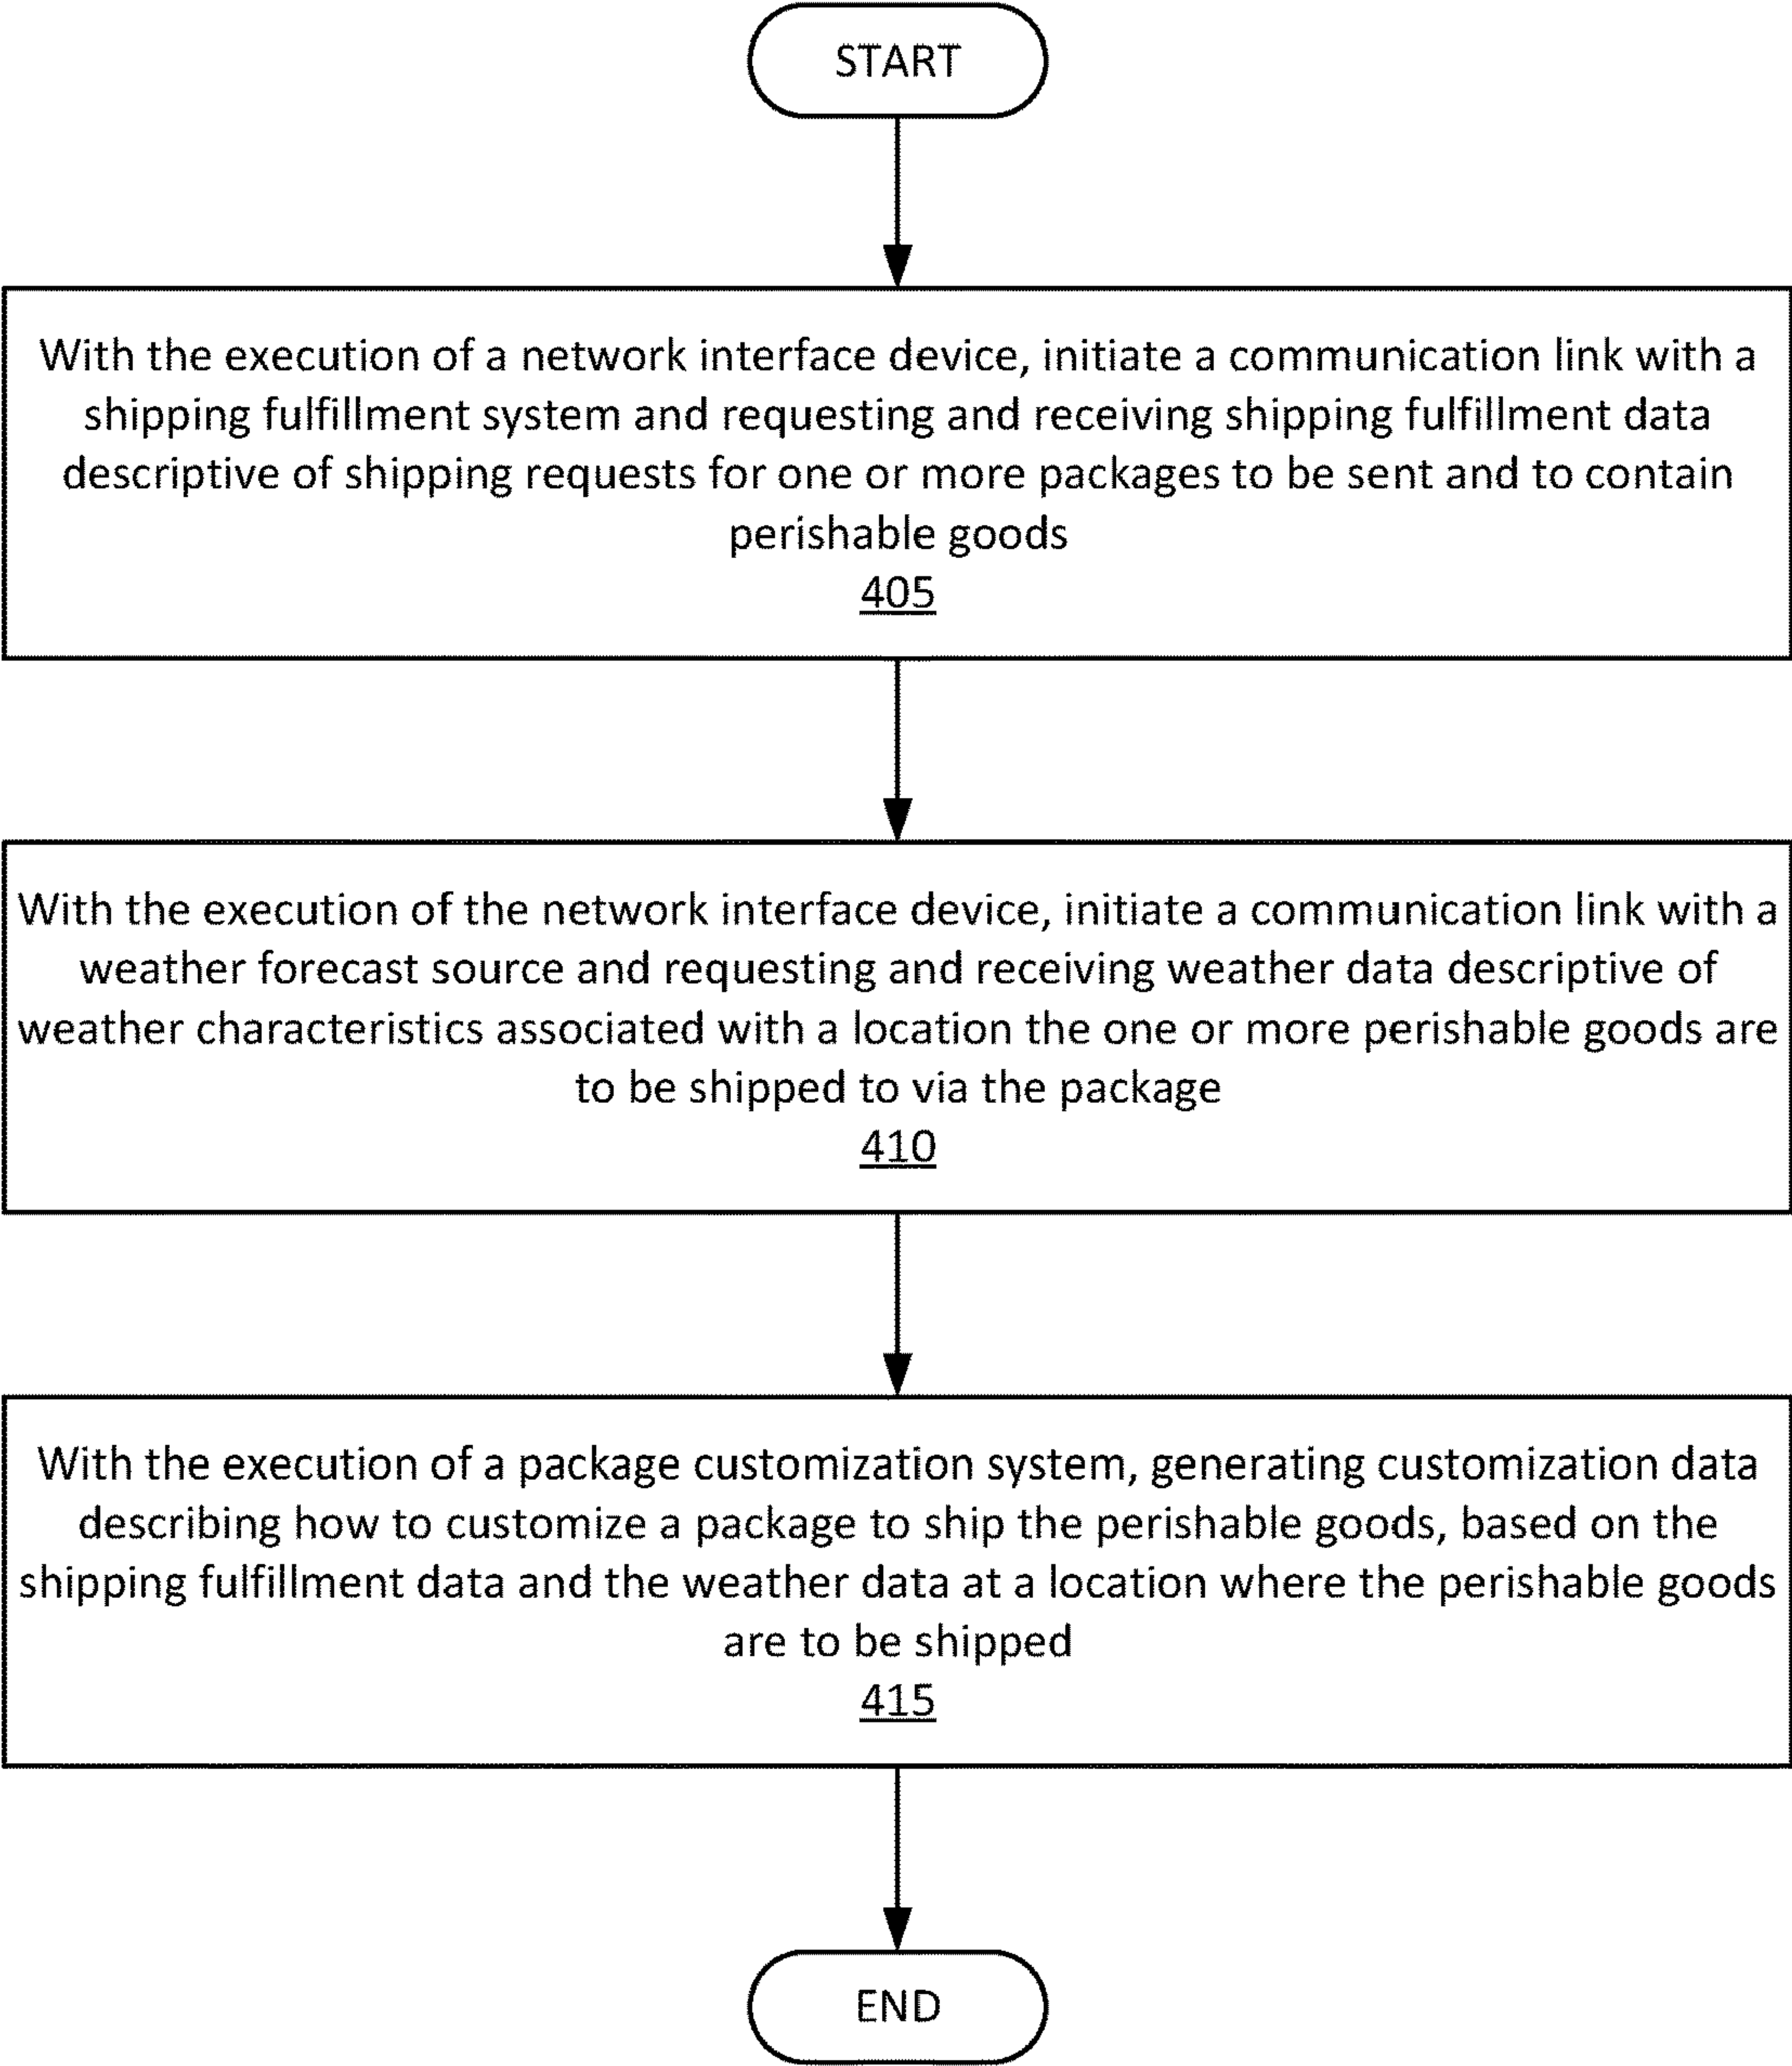 START
With the execution of a network interface device, initiate a communication link with a
shipping fulfillment system and requesting and receiving shipping fulfillment data
descriptive of shipping requests for one or more packages to be sent and to contain
perishable goods
405
With the execution of the network interface device, initiate a communication link with a
weather forecast source and requesting and receiving weather data descriptive of
weather characteristics associated with a location the one or more perishable goods are
to be shipped to via the package
410
With the execution of a package customization system, generating customization data
describing how to customize a package to ship the perishable goods, based on the
shipping fulfillment data and the weather data at a location where the perishable goods
are to be shipped
415
END